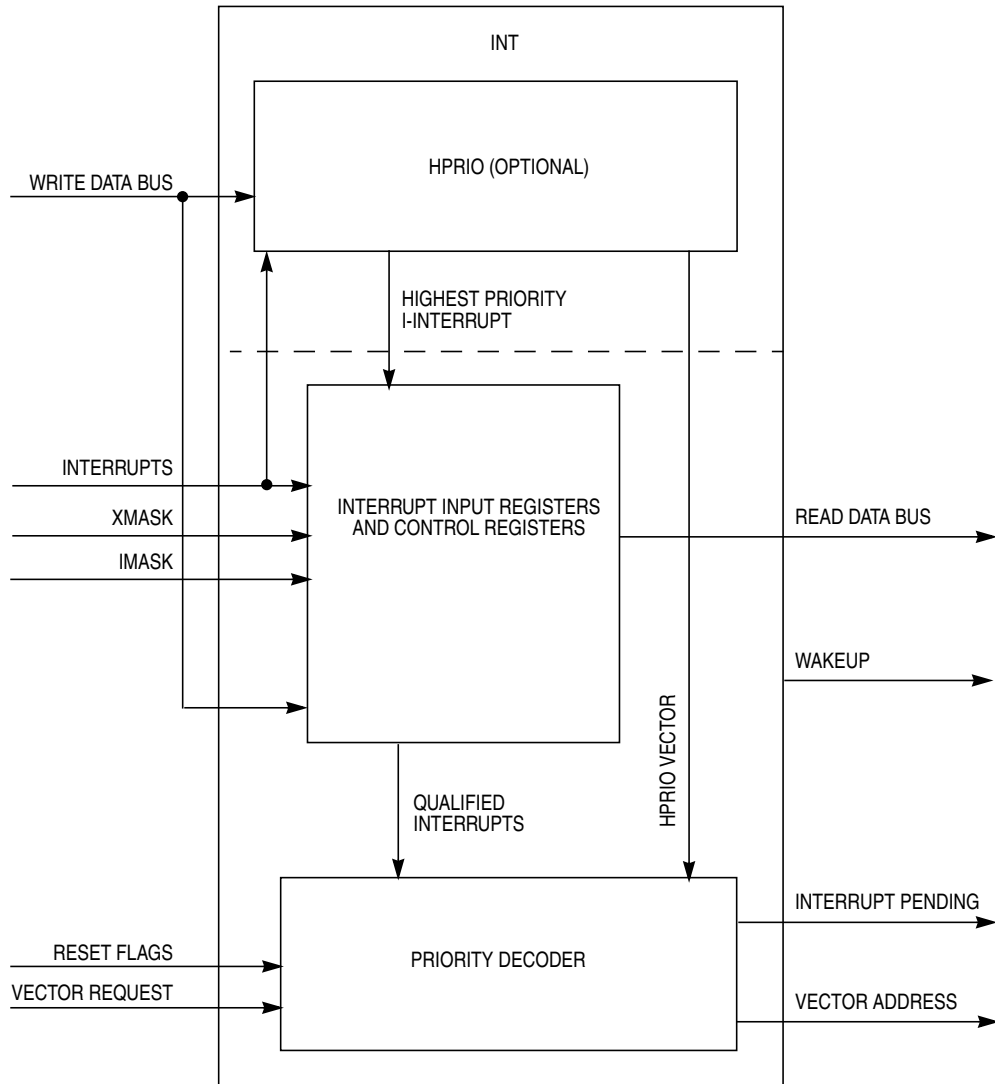 INT
HPRIO (OPTIONAL)
WRITE DATA BUS
HIGHEST PRIORITY
I-INTERRUPT
INTERRUPTS
XMASK
IMASK
INTERRUPT INPUT REGISTERS
AND CONTROL REGISTERS
READ DATA BUS
WAKEUP
HPRIO VECTOR
QUALIFIED
INTERRUPTS
INTERRUPT PENDING
RESET FLAGS
PRIORITY DECODER
VECTOR REQUEST
VECTOR ADDRESS